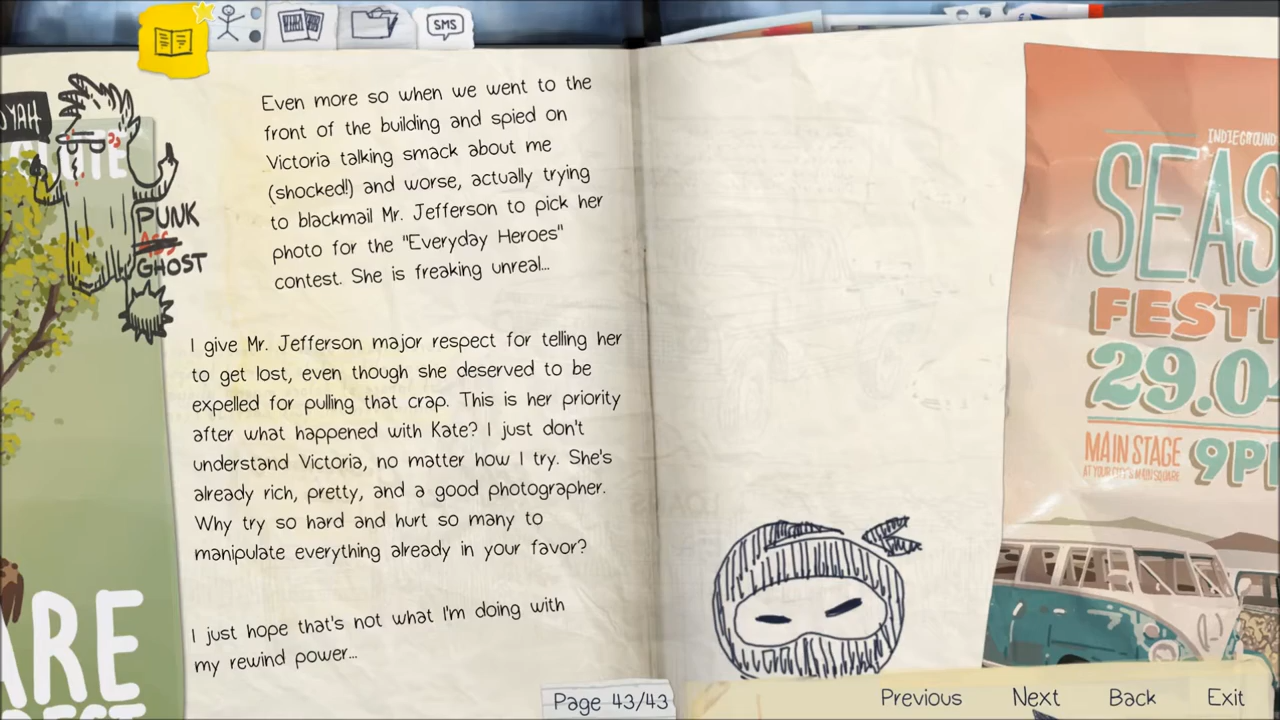 SMS
Even more so when we went to the
front of the building and spied on
Victoria talking smack about me
(shocked!) and worse, actually trying
to blackmail Mr. Jefferson to pick her
photo for the "Everyday Heroes"
contest. She is freaking unreal...
PUNK
ASS
GHOST
I give Mr. Jefferson major respect for telling her
to get lost, even though she deserved to be
expelled for pulling that crap. This is her priority
after what happened with Kate? I just don't
understand Victoria, no matter how I try. She's
already rich, pretty, and a good photographer.
Why try so hard and hurt so many to
manipulate everything already in your favor?
I just hope that's not what I'm doing with
my rewind power...
ARE
INDIEGROUND
SEAS
FESTI
29.0
MAIN STAGE
AT YOUR CITY'S MAIN SQUARE
9P
Page 43/43
Previous Next Back Exit